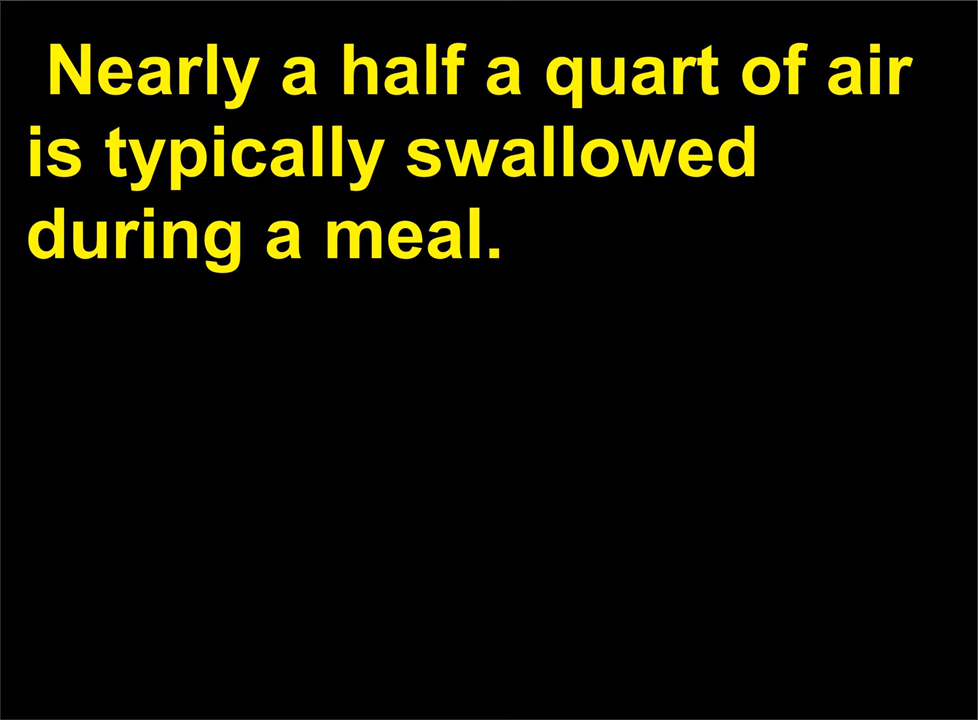 Nearly a half a quart of air
is typically swallowed
during a meal.